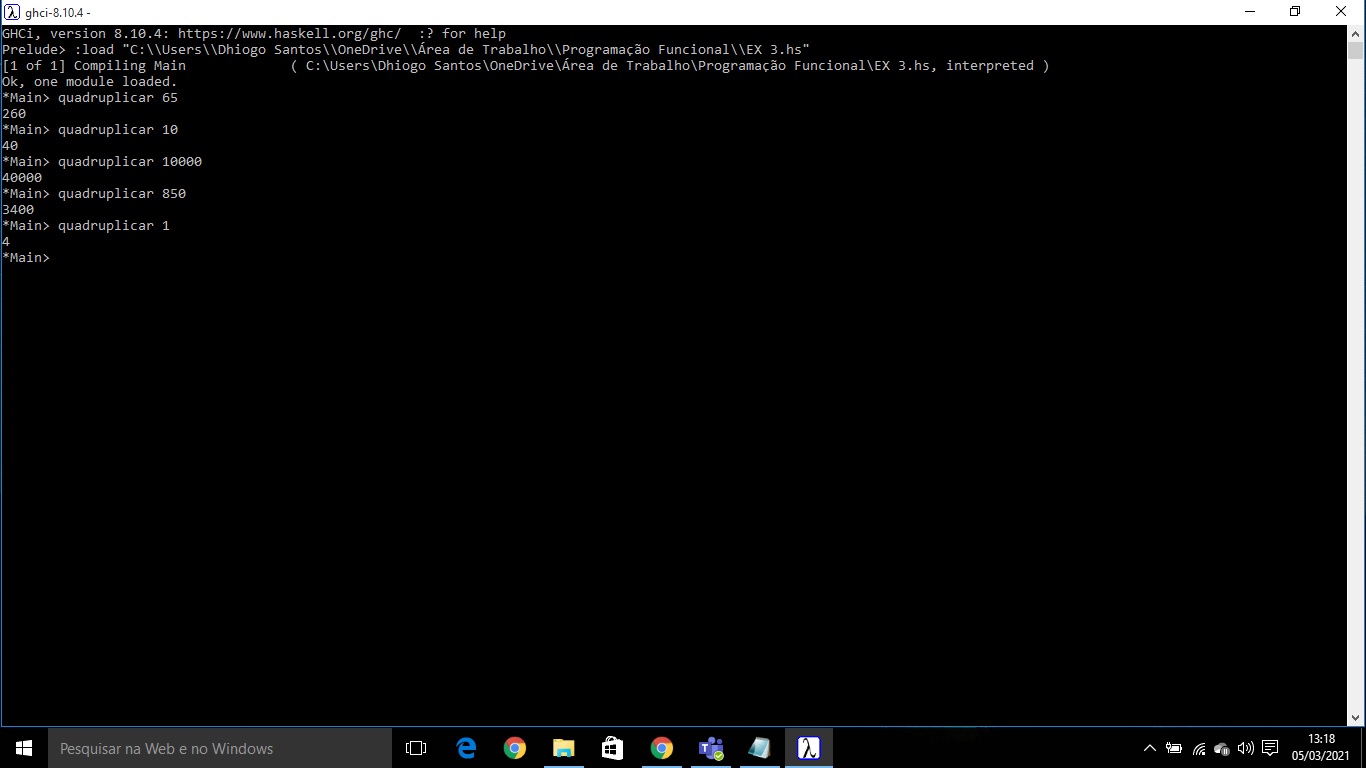 ghci-8.10.4 -
GHCi, version 8.10.4: https://www.haskell.org/ghc/  :? for help
Prelude> :load "C:\\Users\\Dhiogo Santos\\OneDrive\\Área de Trabalho\\Programação Funcional\\EX 3.hs"
[1 of 1] Compiling Main             ( C:\Users\Dhiogo Santos\OneDrive\Área de Trabalho\Programação Funcional\EX 3.hs, interpreted )
Ok, one module loaded.
*Main> quadruplicar 65
260
*Main> quadruplicar 10
40
*Main> quadruplicar 10000
40000
*Main> quadruplicar 850
3400
*Main> quadruplicar 1
4
*Main>
Pesquisar na Web e no Windows
13:18
05/03/2021